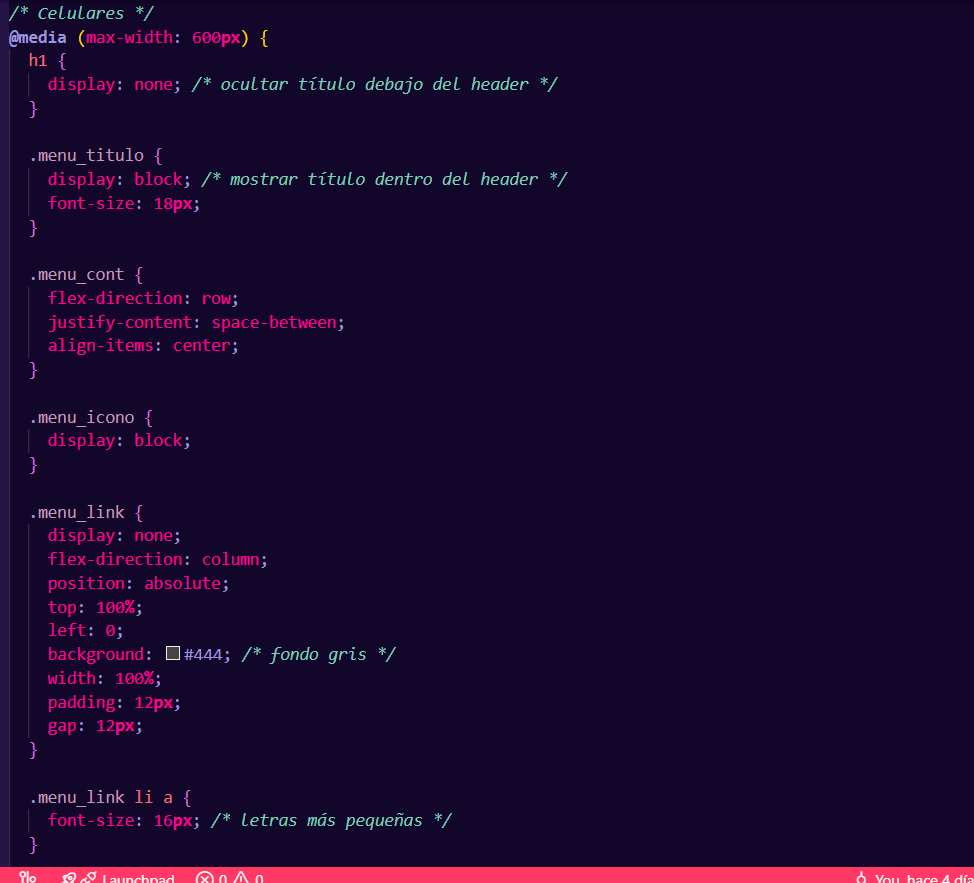 /* Celulares */
@media (max-width: 600px) {
  h1 {
    display: none; /* ocultar título debajo del header */
  }

  .menu_titulo {
    display: block; /* mostrar título dentro del header */
    font-size: 18px;
  }

  .menu_cont {
    flex-direction: row;
    justify-content: space-between;
    align-items: center;
  }

  .menu_icono {
    display: block;
  }

  .menu_link {
    display: none;
    flex-direction: column;
    position: absolute;
    top: 100%;
    left: 0;
    background: #444; /* fondo gris */
    width: 100%;
    padding: 12px;
    gap: 12px;
  }

  .menu_link li a {
    font-size: 16px; /* letras más pequeñas */
  }
Launchpad 0 0 You, hace 4 día